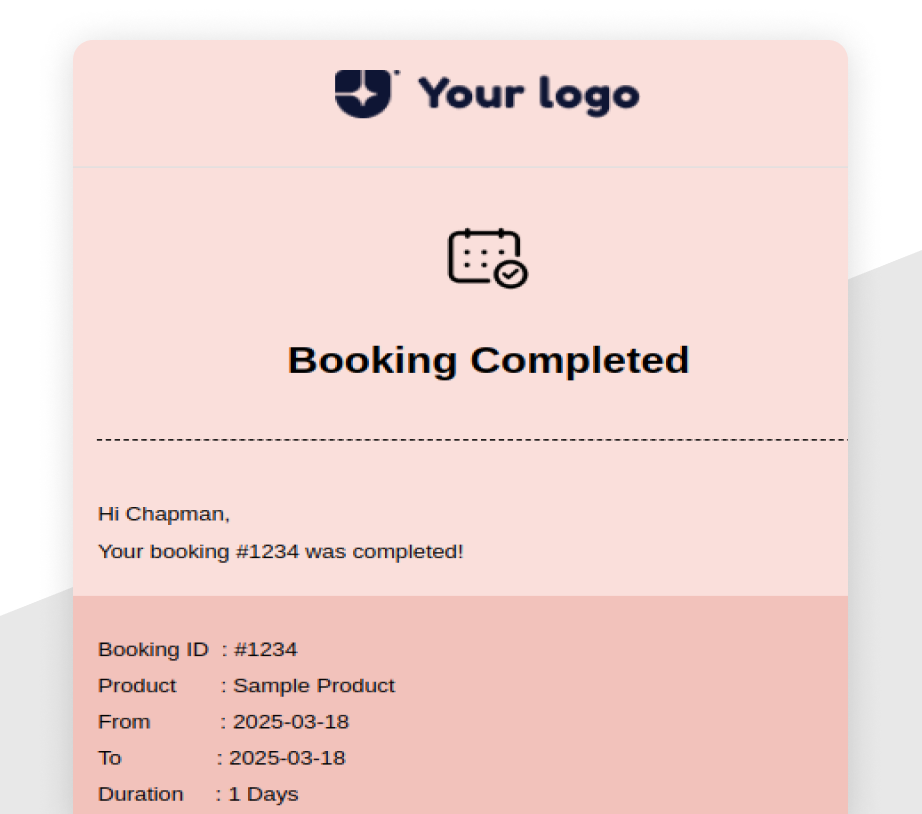 Your logo
Booking Completed
Hi Chapman,
Your booking #1234 was completed!
Booking ID : #1234
Product : Sample Product
From : 2025-03-18
To : 2025-03-18
Duration : 1 Days